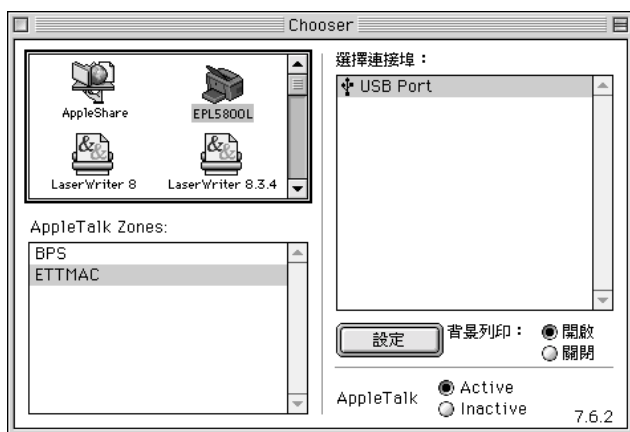 Chooser
AppleShare
EPL5800L
LaserWriter 8
LaserWriter 8.3.4
AppleTalk Zones:
BPS
ETTMAC
選擇連接埠：
USB Port
設定
背景列印：
開啟
關閉
AppleTalk
Active
Inactive
7.6.2